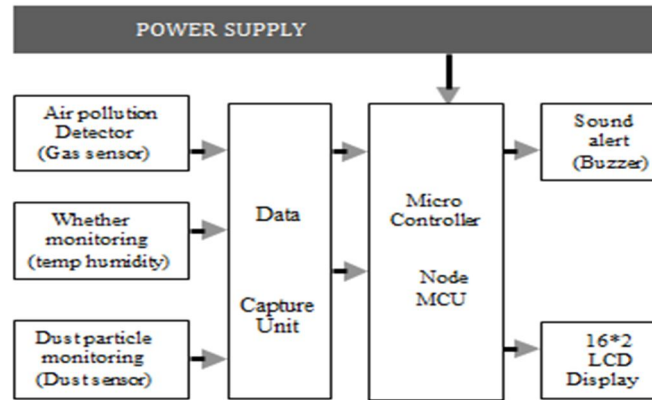 POWER SUPPLY
Air pollution
Detector
(Gas sensor)
Whether
monitoring
(temp humidity)
Dust particle
monitoring
(Dust sensor)
Data
Capture
Unit
Micro
Controller
Node
MCU
Sound
alert
(Buzzer)
16*2
LCD
Display